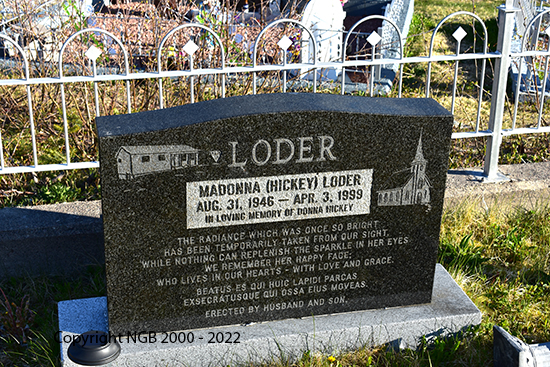 LODER
MADONNA (HICKEY) LODER
AUG. 31, 1946 — APR. 3, 1999
IN LOVING MEMORY OF DONNA HICKEY
THE RADIANCE WHICH WAS ONCE SO BRIGHT
HAS BEEN TEMPORARILY TAKEN FROM OUR SIGHT,
WHILE NOTHING CAN REPLENISH THE SPARKLE IN HER EYES
WE REMEMBER HER HAPPY FACE,
WHO LIVES IN OUR HEARTS - WITH LOVE AND GRACE.
BEATUS ES QUI HUIC LAPIDI PARCAS
EXSECRATUSQUE QUI OSSA EIUS MOVEAS.
ERECTED BY HUSBAND AND SON.
Copyright NGB 2000 - 2022